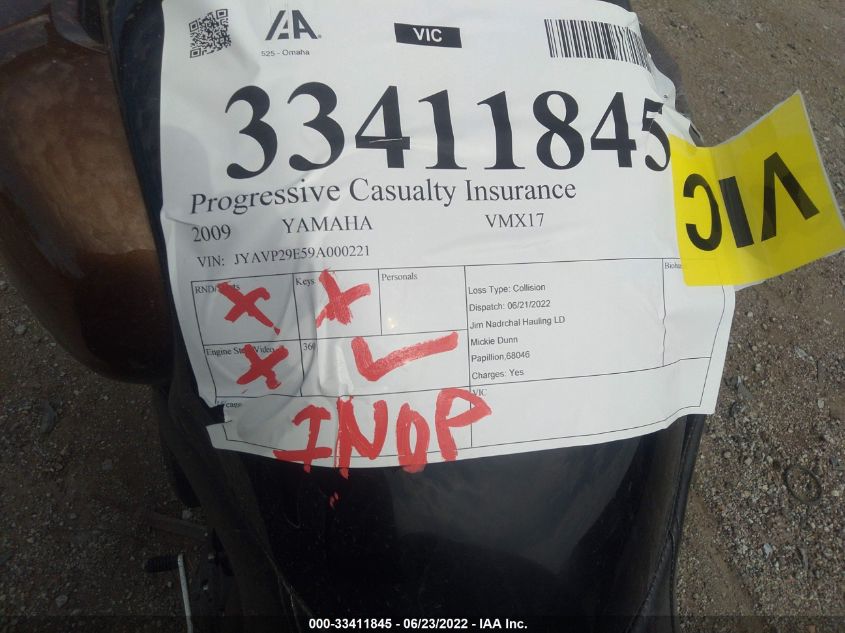 IAA
525 - Omaha
VIC
33411845
Progressive Casualty Insurance
2009 YAMAHA VMX17
VIN: JYAVP29E59A000221
Keys
Personals
Loss Type: Collision
Dispatch: 06/21/2022
Jim Nadrchal Hauling LD
Mickie Dunn
Papillion,68046
Charges: Yes
Engine Video
360
VIC
INOP
VIC
000-33411845 - 06/23/2022 - IAA Inc.